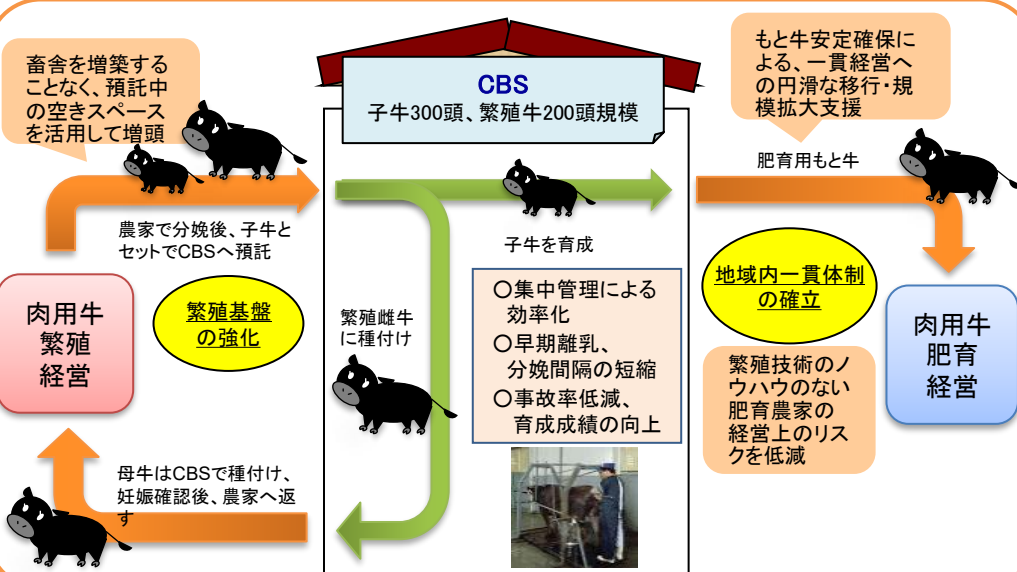 畜舎を増築する
ことなく、預託中
の空きスペース
を活用して増頭
CBS
子牛300頭、繁殖牛200頭規模
もと牛安定確保に
よる、一貫経営へ
の円滑な移行・規
模拡大支援
肥育用もと牛
農家で分娩後、子牛と
セットでCBSへ預託
子牛を育成
肉用牛
繁殖
経営
繁殖基盤
の強化
繁殖雌牛
に種付け
○集中管理による
効率化
○早期離乳、
分娩間隔の短縮
○事故率低減、
育成成績の向上
地域内一貫体制
の確立
肉用牛
肥育
経営
繁殖技術のノ
ウハウのない
肥育農家の
経営上のリス
クを低減
母牛はCBSで種付け、
妊娠確認後、農家へ返
す